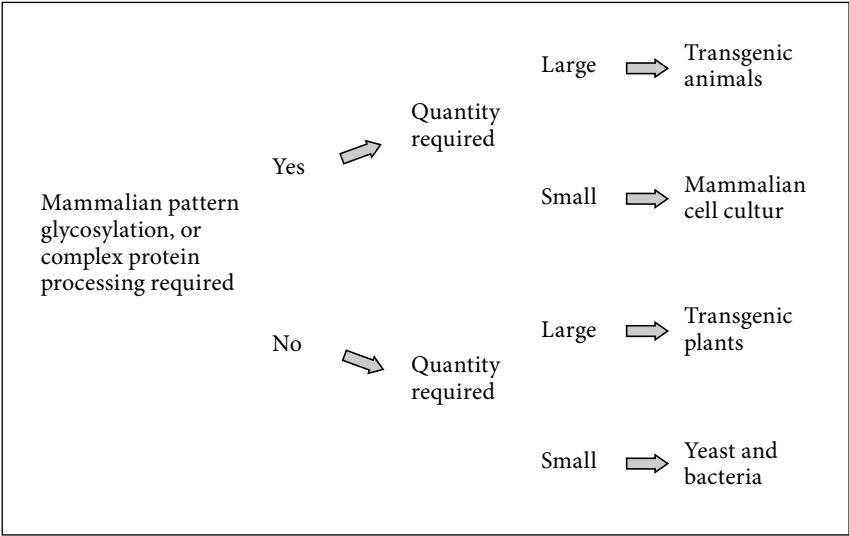 Mammalian pattern
glycosylation, or
complex protein
processing required
Yes
Quantity
required
Large
Transgenic
animals
Small
Mammalian
cell cultur
No
Quantity
required
Large
Transgenic
plants
Small
Yeast and
bacteria